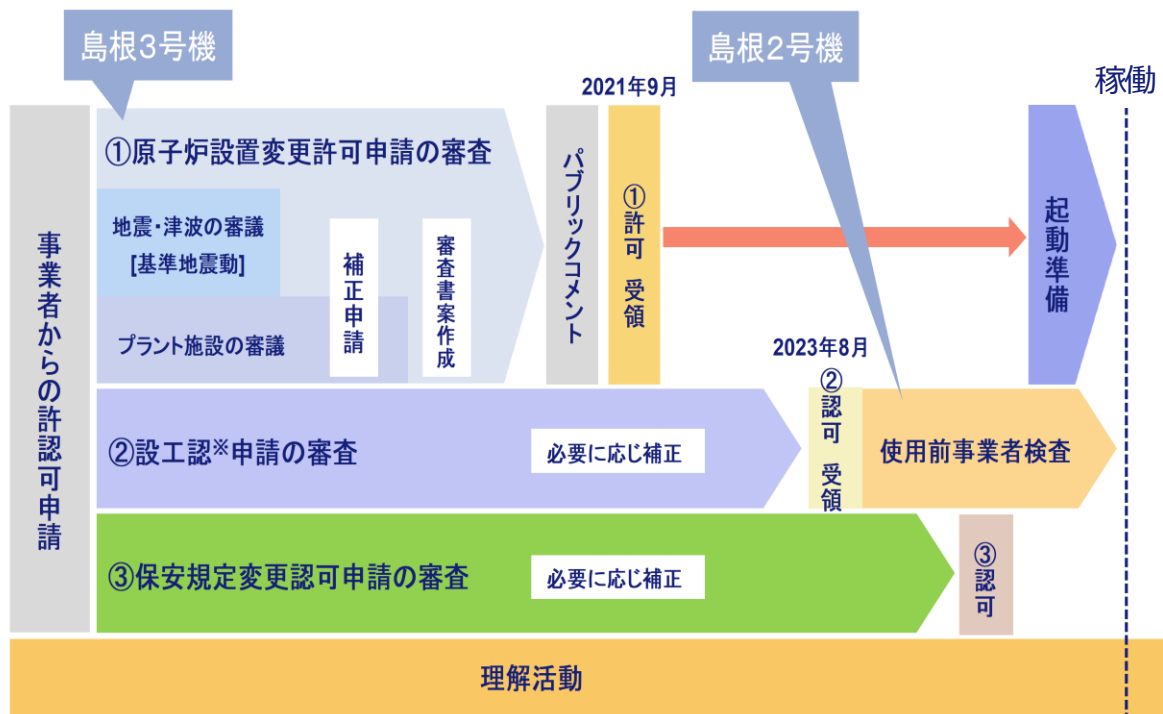 島根3号機
島根2号機
稼働
2021年9月
事業者からの許認可申請
①原子炉設置変更許可申請の審査
地震・津波の審議
[基準地震動]
プラント施設の審議
補正申請
審査書案作成
パブリックコメント
①許可 受領
起動準備
2023年8月
②設工認※申請の審査
必要に応じ補正
②認可 受領
使用前事業者検査
③保安規定変更認可申請の審査
必要に応じ補正
③認可
理解活動